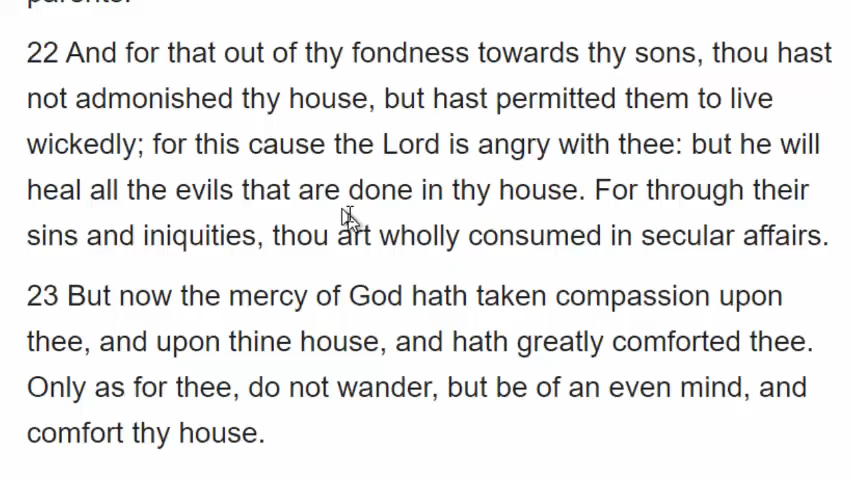 22 And for that out of thy fondness towards thy sons, thou hast
not admonished thy house, but hast permitted them to live
wickedly; for this cause the Lord is angry with thee: but he will
heal all the evils that are done in thy house. For through their
sins and iniquities, thou art wholly consumed in secular affairs.
23 But now the mercy of God hath taken compassion upon
thee, and upon thine house, and hath greatly comforted thee.
Only as for thee, do not wander, but be of an even mind, and
comfort thy house.